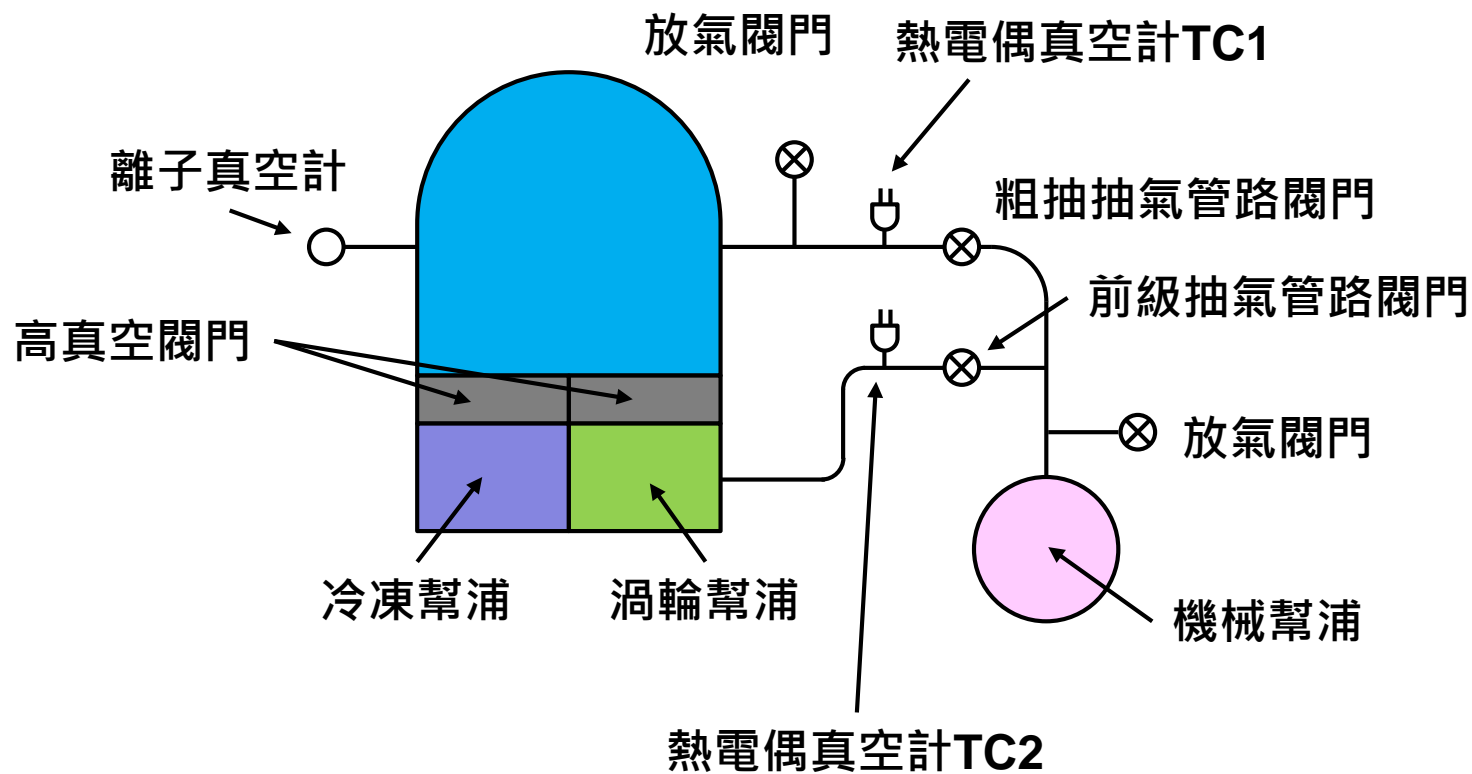 放氣閥門
熱電偶真空計TC1
離子真空計
粗抽抽氣管路閥門
前級抽氣管路閥門
高真空閥門
放氣閥門
冷凍幫浦
渦輪幫浦
機械幫浦
熱電偶真空計TC2